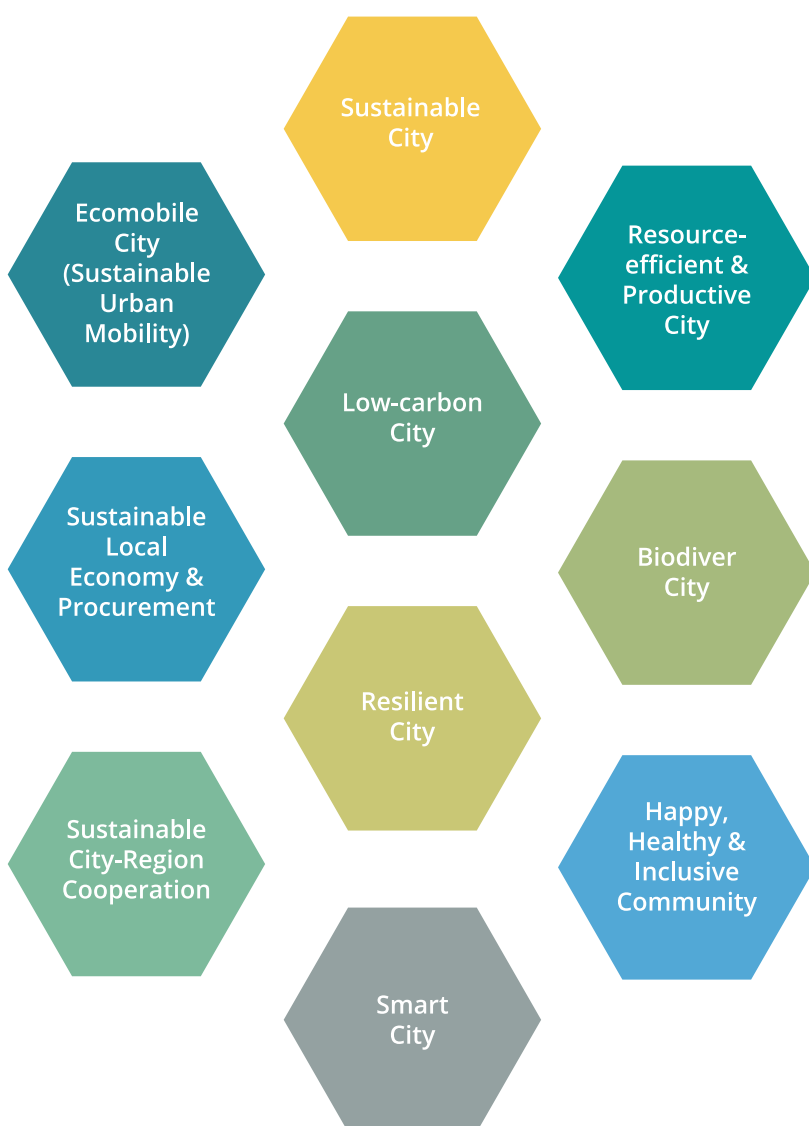 Sustainable
City
Ecomobile
City
(Sustainable
Urban
Mobility)
Resource-
efficient &
Productive
City
Low-carbon
City
Sustainable
Local
Economy &
Procurement
Biodiver
City
Resilient
City
Sustainable
City-Region
Cooperation
Happy,
Healthy &
Inclusive
Community
Smart
City